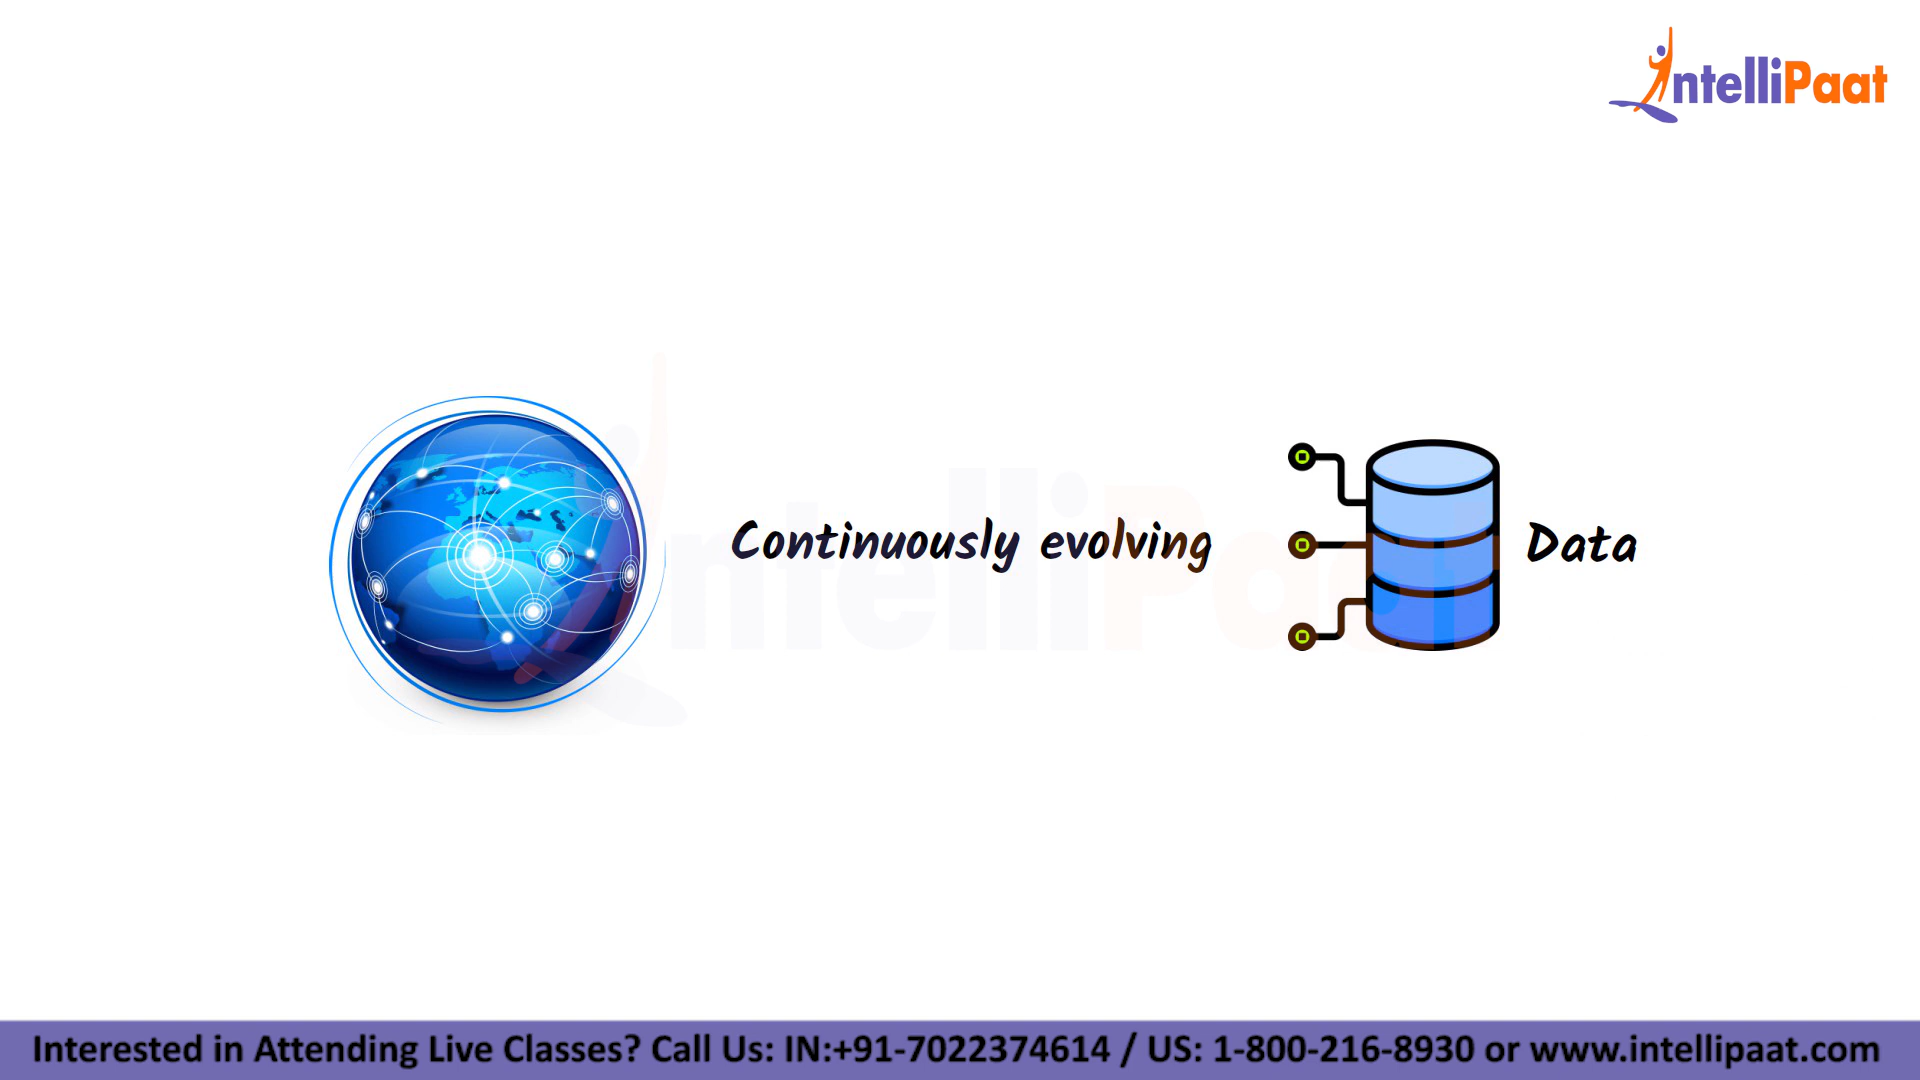 IntelliPaat
Continuously evolving
Data
IntelliPaat
Interested in Attending Live Classes? Call Us: IN:+91-7022374614 / US: 1-800-216-8930 or www.intellipaat.com